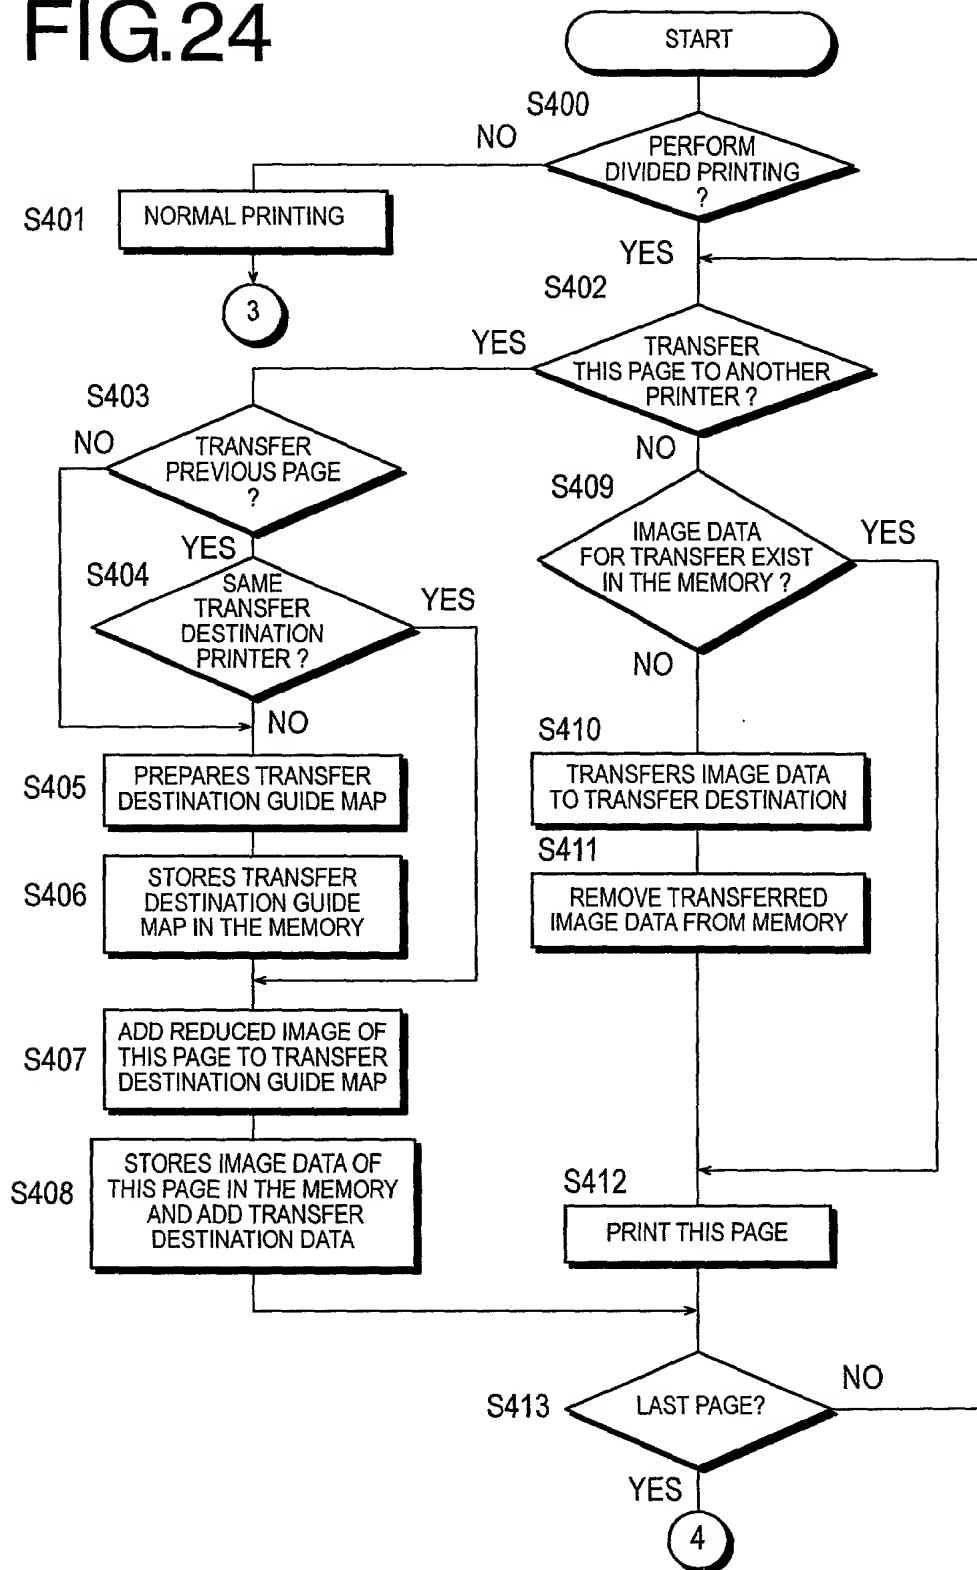 FIG.24
START
S400
PERFORM
DIVIDED PRINTING
?
NO
S401
NORMAL PRINTING
3
YES
S402
TRANSFER
THIS PAGE TO ANOTHER
PRINTER ?
YES
S403
NO
TRANSFER
PREVIOUS PAGE
?
YES
S404
SAME
TRANSFER
DESTINATION
PRINTER ?
YES
NO
S405
PREPARES TRANSFER
DESTINATION GUIDE MAP
S406
STORES TRANSFER
DESTINATION GUIDE
MAP IN THE MEMORY
S407
ADD REDUCED IMAGE OF
THIS PAGE TO TRANSFER
DESTINATION GUIDE MAP
S408
STORES IMAGE DATA OF
THIS PAGE IN THE MEMORY
AND ADD TRANSFER
DESTINATION DATA
NO
S409
IMAGE DATA
FOR TRANSFER EXIST
IN THE MEMORY ?
YES
NO
S410
TRANSFERS IMAGE DATA
TO TRANSFER DESTINATION
S411
REMOVE TRANSFERRED
IMAGE DATA FROM MEMORY
S412
PRINT THIS PAGE
S413
LAST PAGE?
NO
YES
4